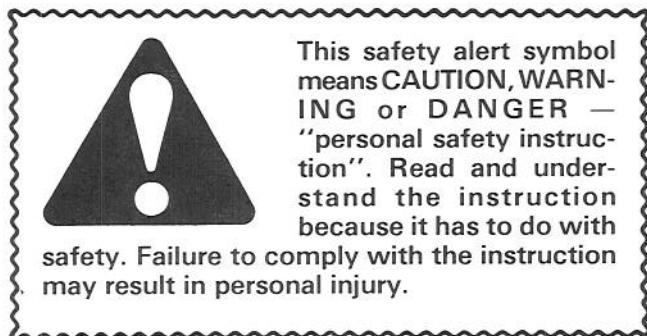 This safety alert symbol
means CAUTION, WARN-
ING or DANGER —
"personal safety instruc-
tion". Read and under-
stand the instruction
because it has to do with
safety. Failure to comply with the instruction
may result in personal injury.